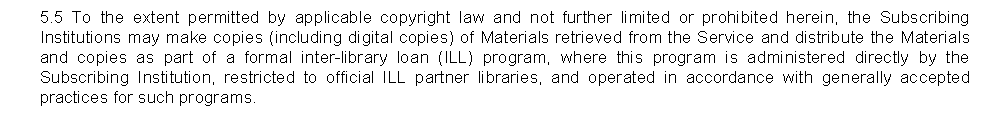 5.5 To the extent permitted by applicable copyright law and not further limited or prohibited herein, the Subscribing
Institutions may make copies (including digital copies) of Materials retrieved from the Service and distribute the Materials
and copies as part of a formal inter-library loan (ILL) program, where this program is administered directly by the
Subscribing Institution, restricted to official ILL partner libraries, and operated in accordance with generally accepted
practices for such programs.